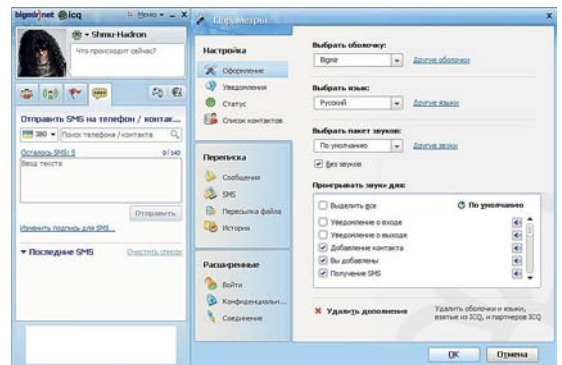 bigmir)net @icq
Меню
Shmu-Hadron
Что происходит сейчас?
Отправить SMS на телефон / контак...
380
Поиск телефона /контакта
Осталось SMS: 5
0/140
Ввод текста
Отправить
Изменить подпись для SMS...
Последние SMS
Очистить список
Параметры
Настройка
Оформление
Уведомления
Статус
Список контактов
Переписка
Сообщения
SMS
Пересылка файла
История
Расширенные
Войти
Конфиденциальн...
Соединение
Выбрать оболочку:
Bigmir
Другие оболочки
Выбрать язык:
Русский
Другие языки
Выбрать пакет звуков:
По умолчанию
Другие звуки
Без звуков
Проигрывать звуки для:
Выделить все
По умолчанию
Уведомление о входе
Уведомление о выходе
Добавление контакта
Вы добавлены
Получение SMS
Удалить дополнения
Удалить оболочки и языки,
взятые из ICQ, и партнеров ICQ
OK
Отмена